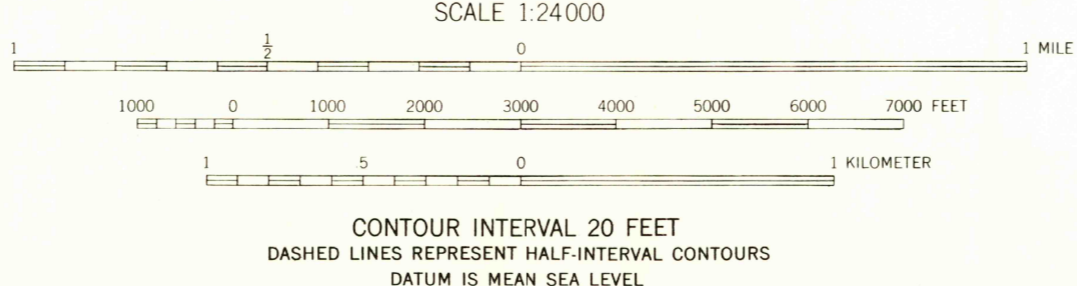 SCALE 1:24000
1 1/2 0 1 MILE
1000 0 1000 2000 3000 4000 5000 6000 7000 FEET
1 .5 0 1 KILOMETER
CONTOUR INTERVAL 20 FEET
DASHED LINES REPRESENT HALF-INTERVAL CONTOURS
DATUM IS MEAN SEA LEVEL